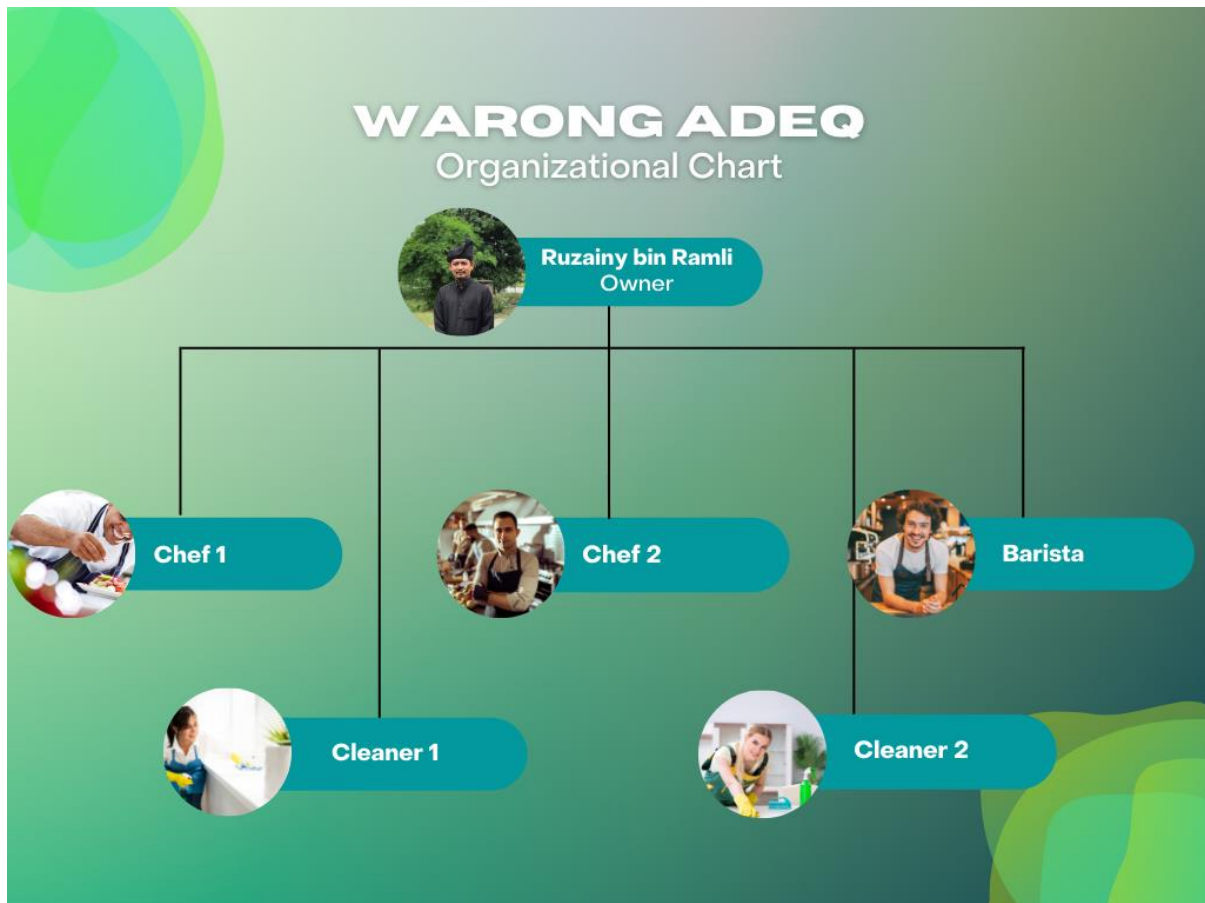 WARONG ADEQ
Organizational Chart
Ruzainy bin Ramli
Owner
Chef 1
Chef 2
Barista
Cleaner 1
Cleaner 2